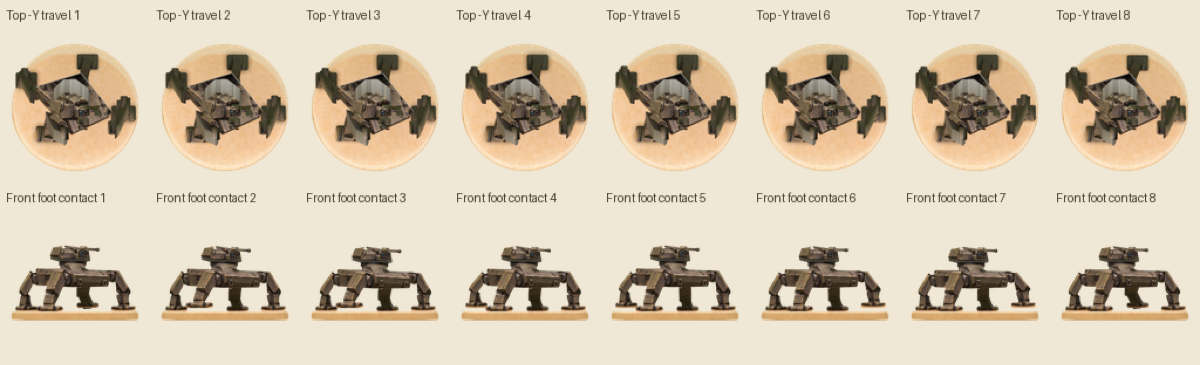 Top-Y travel 1
Top-Y travel 2
Top-Y travel 3
Top-Y travel 4
Top-Y travel 5
Top-Y travel 6
Top-Y travel 7
Top-Y travel 8
Front foot contact 1
Front foot contact 2
Front foot contact 3
Front foot contact 4
Front foot contact 5
Front foot contact 6
Front foot contact 7
Front foot contact 8